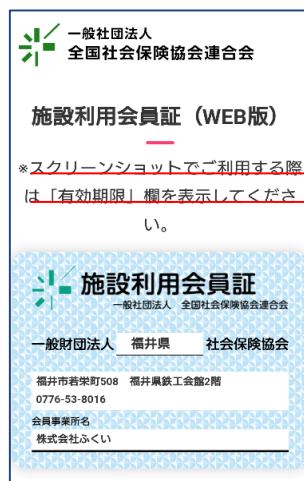 一般社団法人
全国社会保険協会連合会
施設利用会員証（WEB版）
※スクリーンショットでご利用する際
は「有効期限」欄を表示してくださ
い。
施設利用会員証
一般社団法人　全国社会保険協会連合会
一般財団法人　福井県　社会保険協会
福井市若栄町508　福井県鉄工会館2階
0776-53-8016
会員事業所名
株式会社ふくい